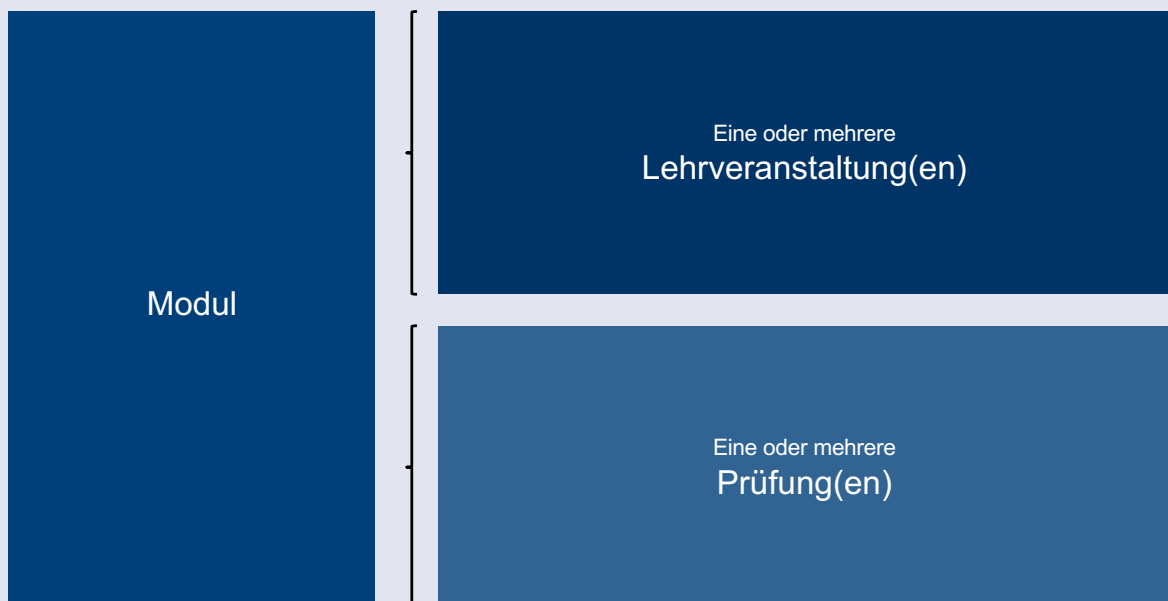 Modul
Eine oder mehrere
Lehrveranstaltung(en)
Eine oder mehrere
Prüfung(en)